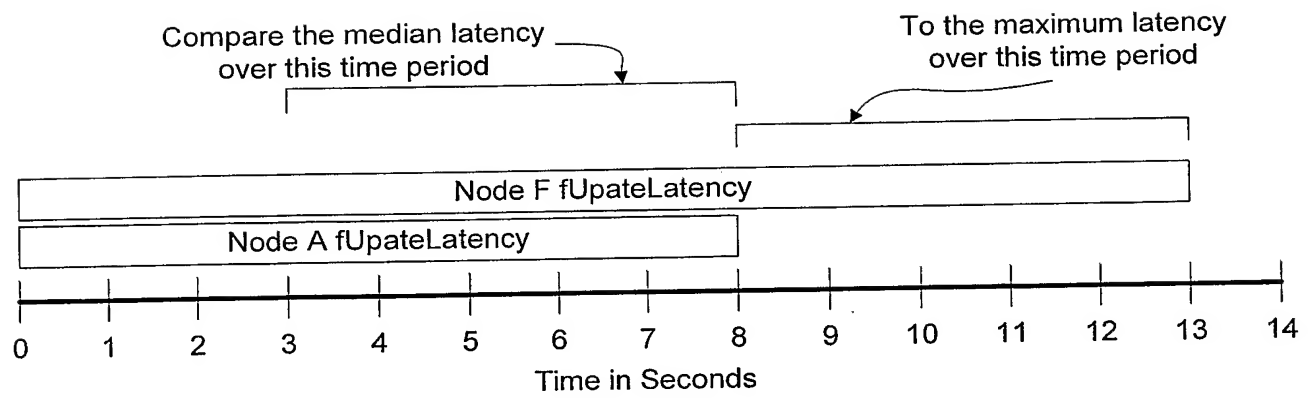 Compare the median latency
over this time period
To the maximum latency
over this time period
Node F fUpateLatency
Node A fUpateLatency
0 1 2 3 4 5 6 7 8 9 10 11 12 13 14
Time in Seconds